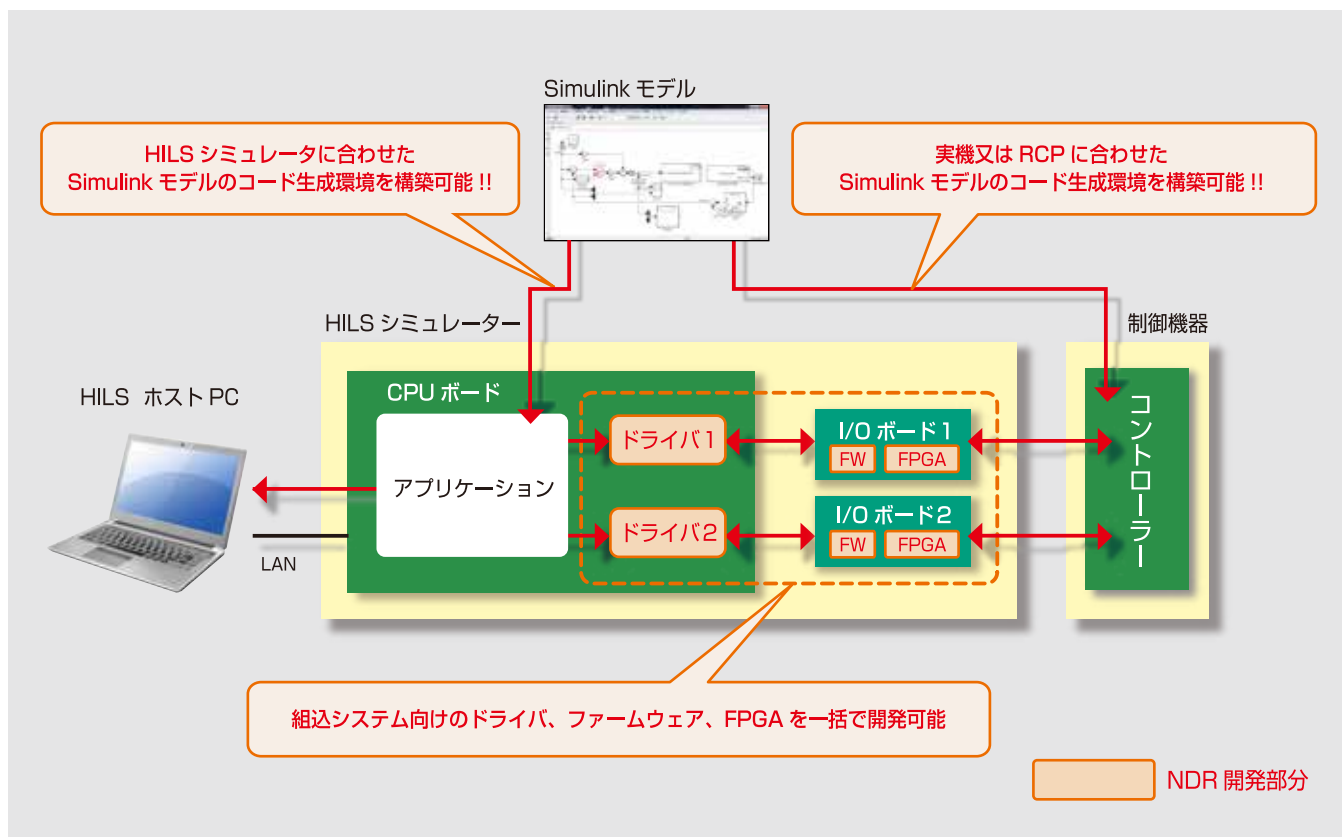 Simulink モデル
HILS シミュレータに合わせた
Simulink モデルのコード生成環境を構築可能 !!
実機又は RCP に合わせた
Simulink モデルのコード生成環境を構築可能 !!
HILS シミュレーター
制御機器
HILS ホスト PC
CPU ボード
アプリケーション
ドライバ1
ドライバ2
I/O ボード1
FW
FPGA
I/O ボード2
FW
FPGA
コントローラー
LAN
組込システム向けのドライバ、ファームウェア、FPGA を一括で開発可能
NDR 開発部分